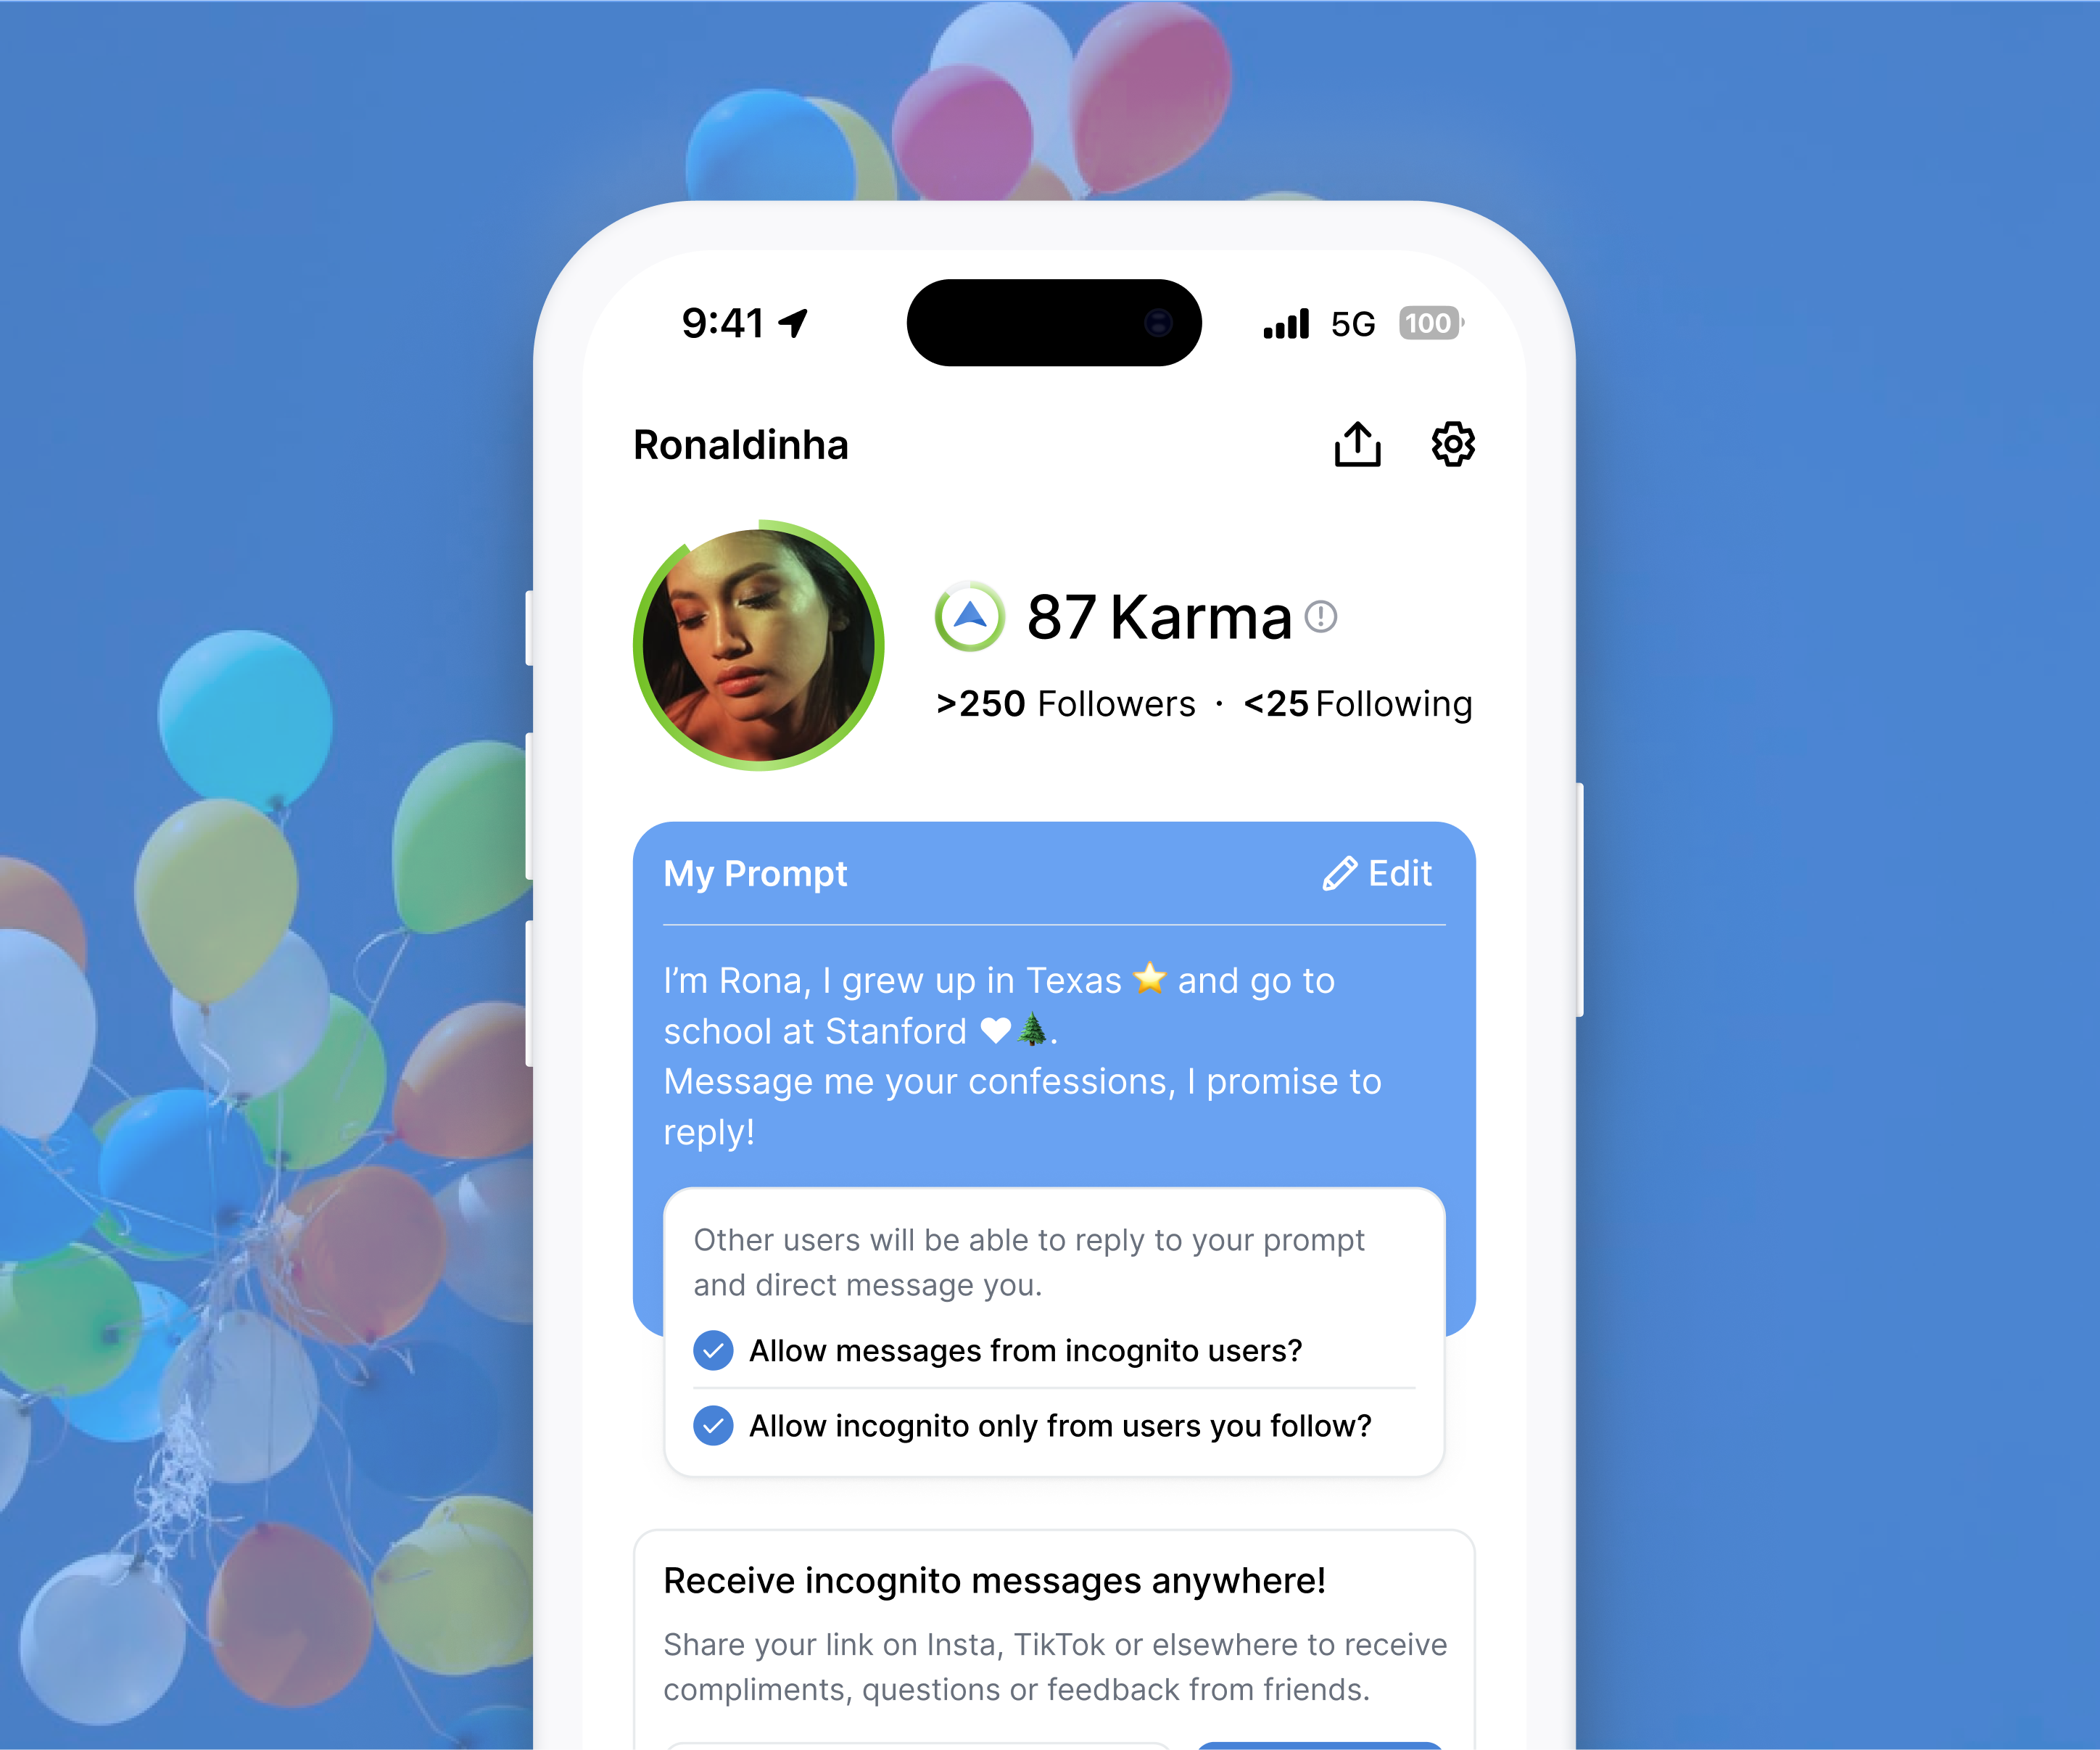 9:41 5G 100
Ronaldinha
87 Karma
>250 Followers · <25 Following
My Prompt Edit
I’m Rona, I grew up in Texas ⭐ and go to
school at Stanford 🤍🌲.
Message me your confessions, I promise to
reply!
Other users will be able to reply to your prompt
and direct message you.
Allow messages from incognito users?
Allow incognito only from users you follow?
Receive incognito messages anywhere!
Share your link on Insta, TikTok or elsewhere to receive
compliments, questions or feedback from friends.